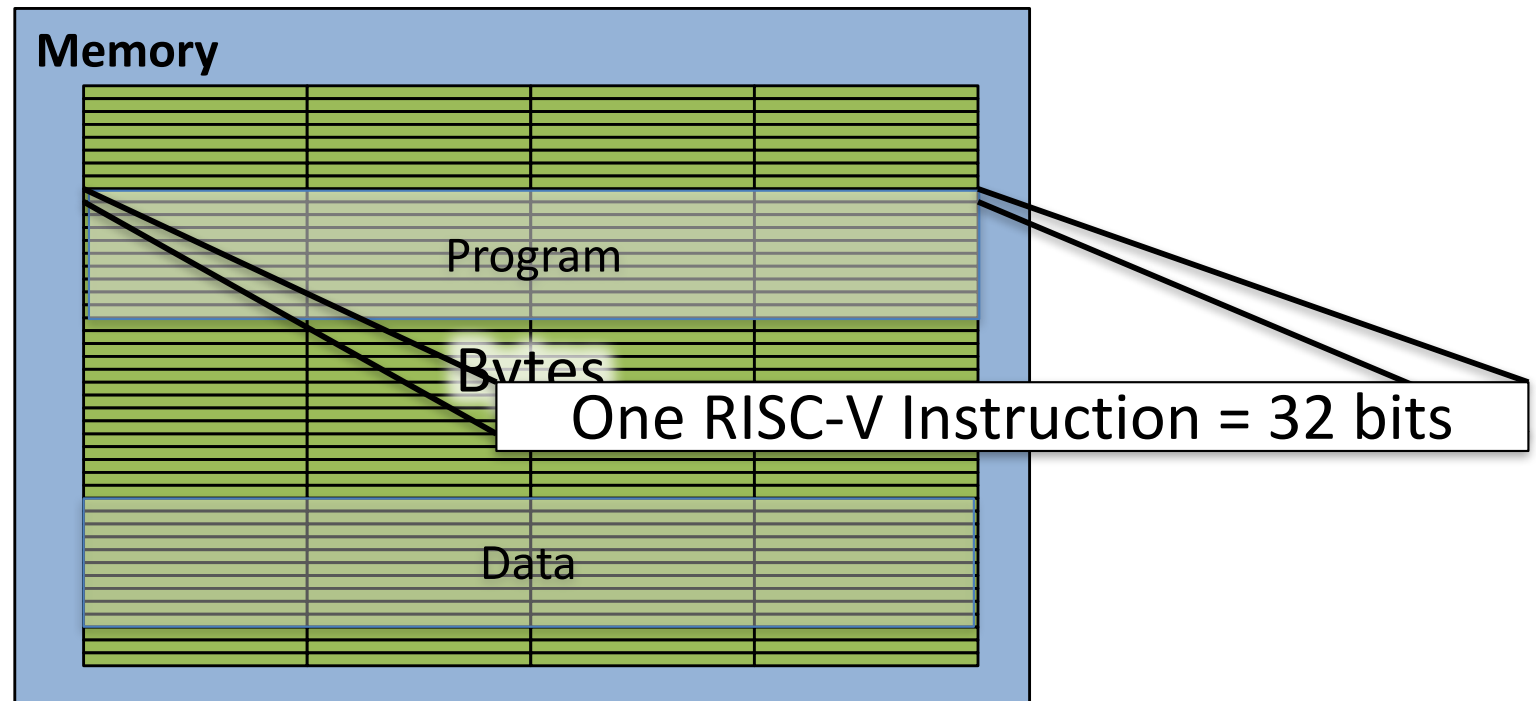 Memory
Program
Bytes
One RISC-V Instruction = 32 bits
Data